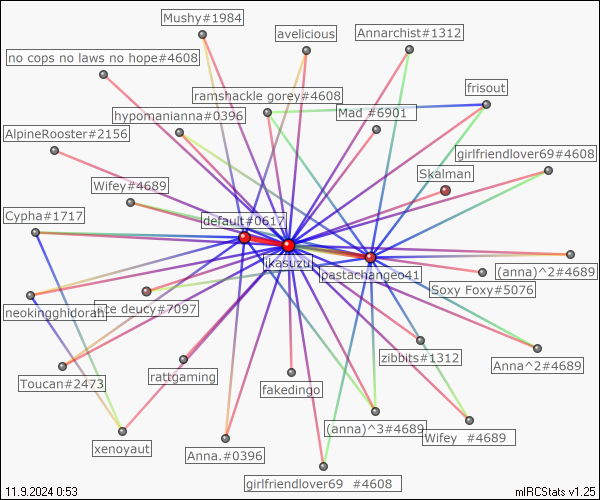 Mushy#1984
avelicious
Annarchist#1312
no cops no laws no hope#4608
frisout
ramshackle gorey#4608
Mad #6901
hypomanianna#0396
AlpineRooster#2156
girlfriendlover69#4608
Skalman
Wifey#4689
Cypha#1717
default#0617
ikasuzu
pastachangeo41
(anna)^2#4689
Soxy Foxy#5076
neokingghidorah
ice deucy#7097
zibbits#1312
Anna^2#4689
Toucan#2473
rattgaming
fakedingo
(anna)^3#4689
Wifey #4689
xenoyaut
Anna.#0396
girlfriendlover69 #4608
11.9.2024 0:53
mIRCStats v1.25